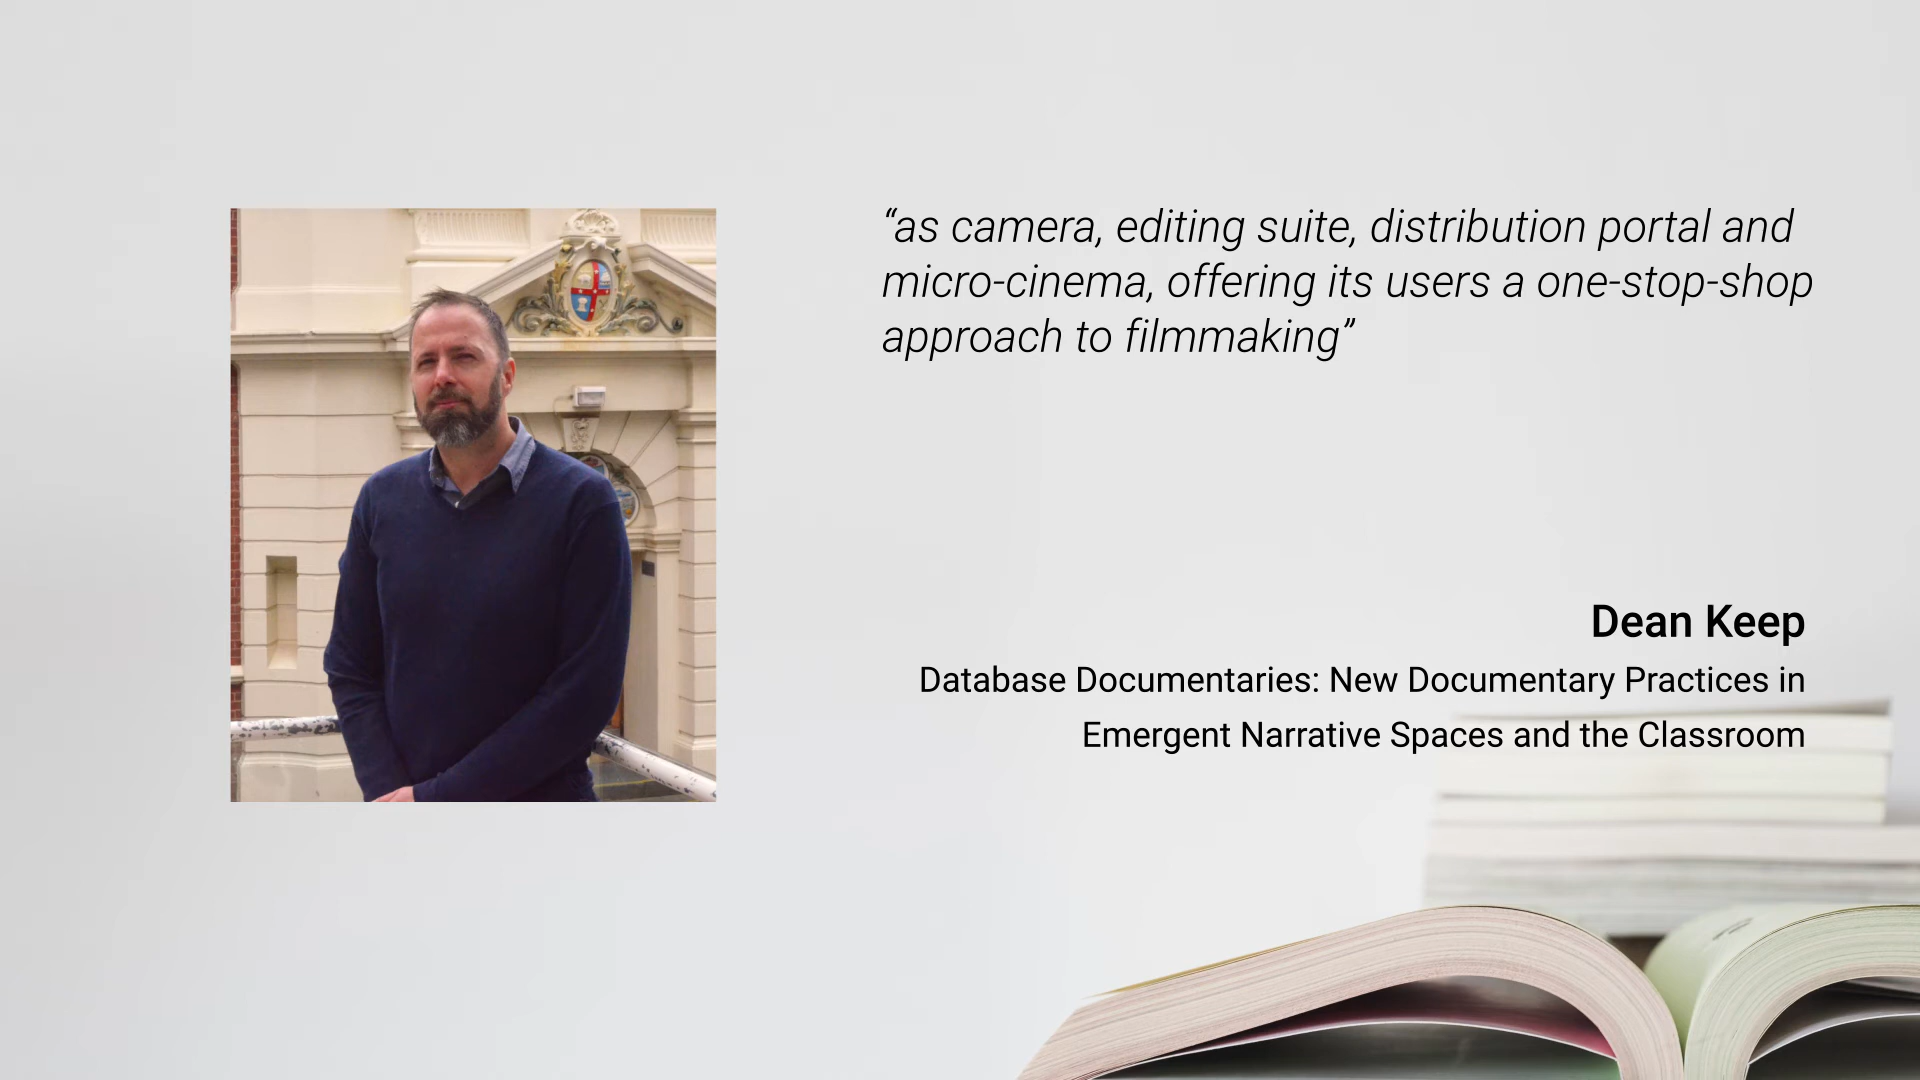 “as camera, editing suite, distribution portal and
micro-cinema, offering its users a one-stop-shop
approach to filmmaking”
Dean Keep
Database Documentaries: New Documentary Practices in
Emergent Narrative Spaces and the Classroom